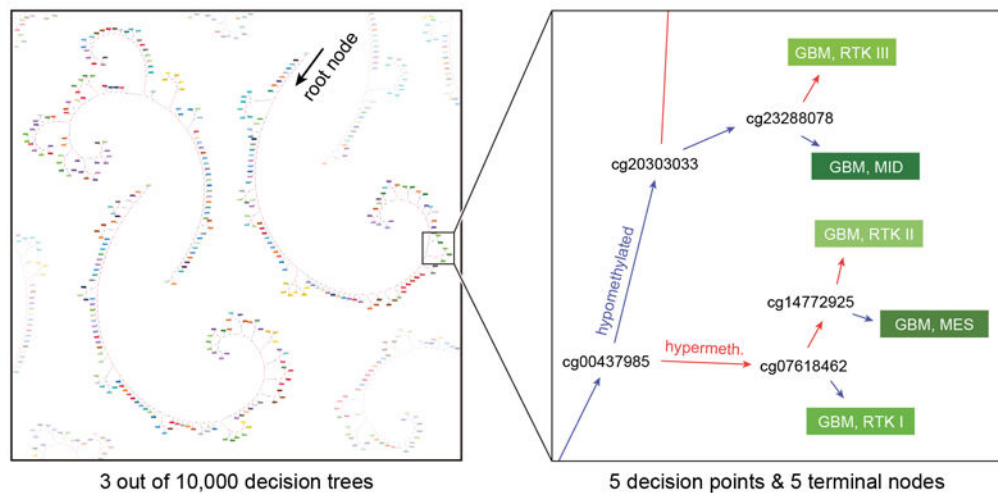 root node
GBM, RTK III
cg23288078
cg20303033
GBM, MID
GBM, RTK II
hypomethylated
cg14772925
GBM, MES
hypermeth.
cg00437985
cg07618462
GBM, RTK I
3 out of 10,000 decision trees
5 decision points & 5 terminal nodes